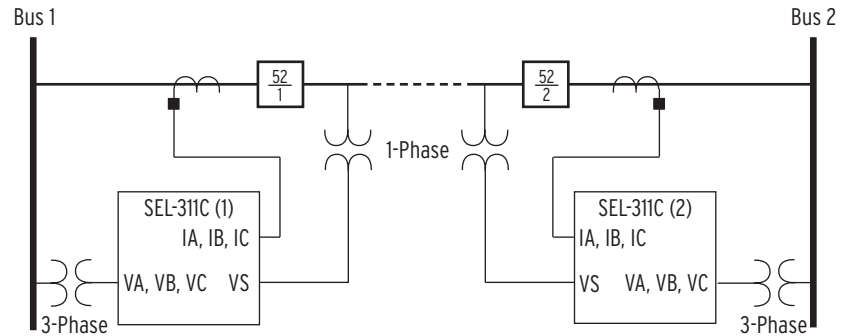 Bus 1
Bus 2
52
1
52
2
1-Phase
SEL-311C (1)
IA, IB, IC
VA, VB, VC VS
3-Phase
SEL-311C (2)
IA, IB, IC
VS VA, VB, VC
3-Phase